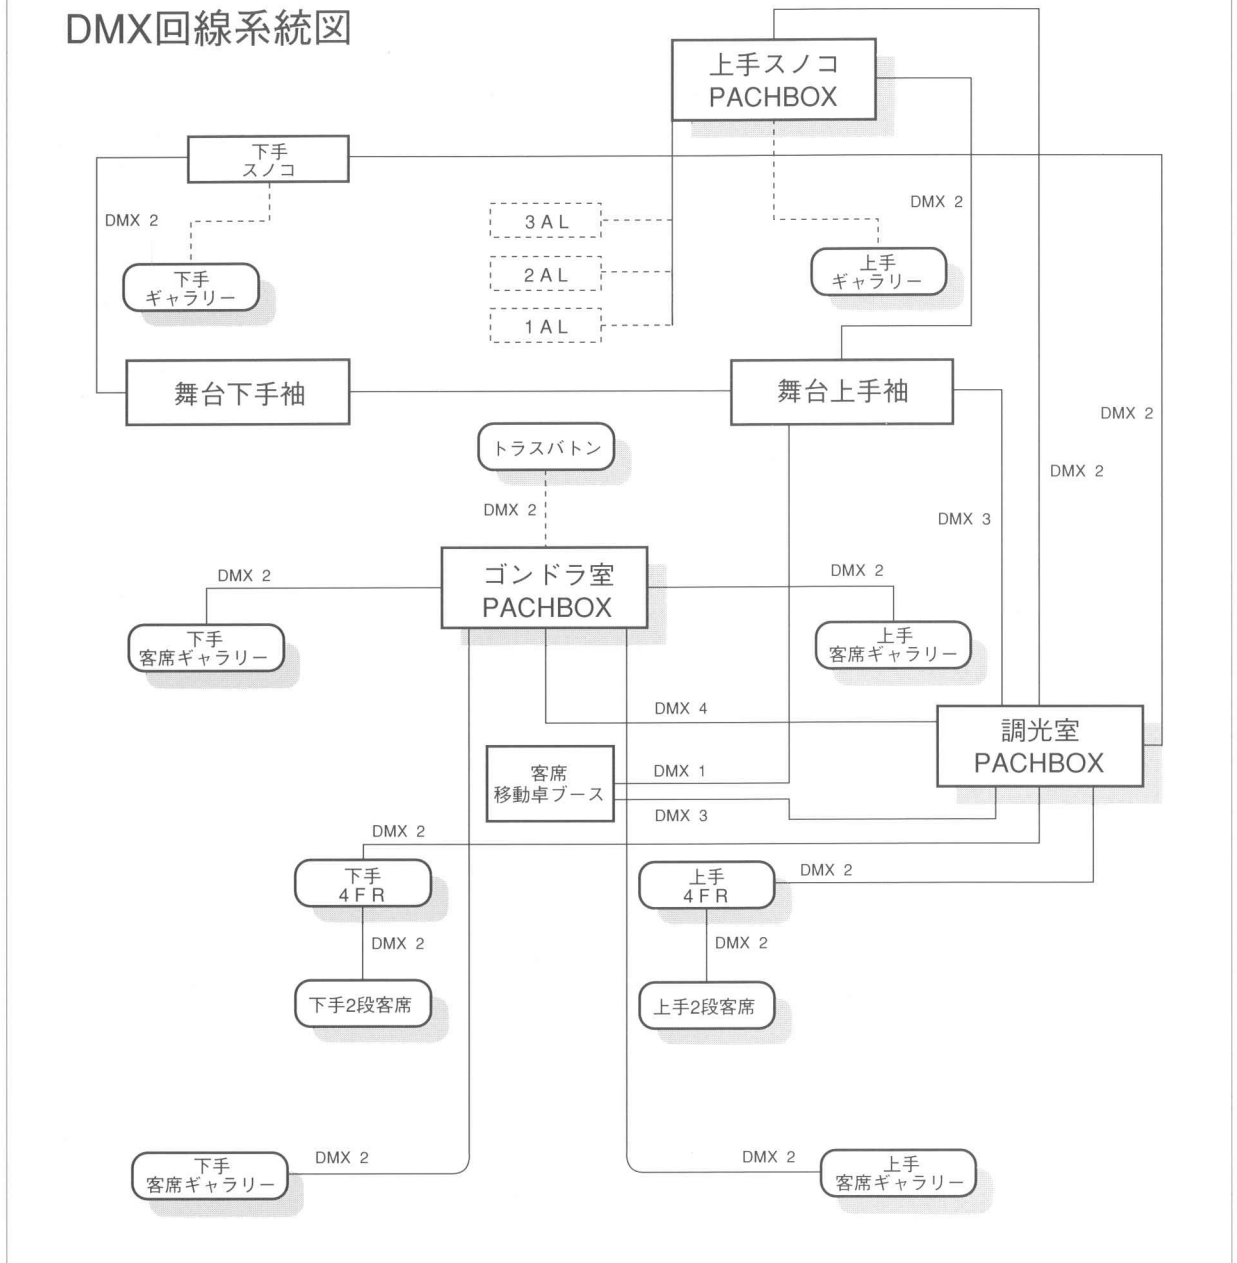 DMX回線系統図
上手スノコ
PACHBOX
下手
スノコ
DMX 2
DMX 2
3AL
下手
ギャラリー
2AL
上手
ギャラリー
1AL
舞台下手袖
舞台上手袖
DMX 2
トラスバトン
DMX 2
DMX 2
DMX 3
ゴンドラ室
PACHBOX
DMX 2
DMX 2
下手
客席ギャラリー
上手
客席ギャラリー
DMX 4
調光室
PACHBOX
客席
移動卓ブース
DMX 1
DMX 3
DMX 2
下手
4FR
上手
4FR
DMX 2
DMX 2
DMX 2
下手2段客席
上手2段客席
下手
客席ギャラリー
DMX 2
DMX 2
上手
客席ギャラリー